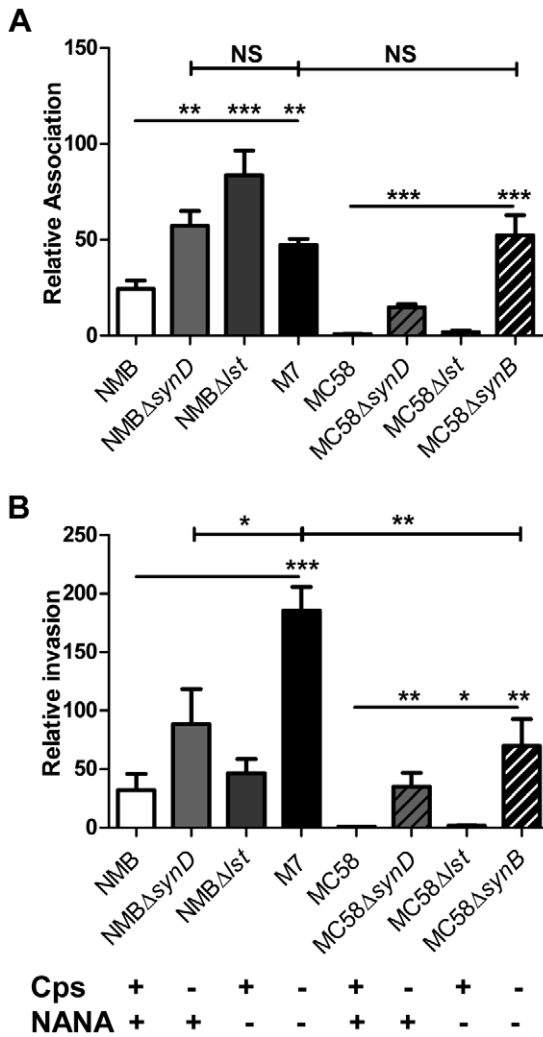 A
150
100
50
0
Relative Association
NS NS
** *** **
*** ***
NMB NMBΔsynD NMBΔlst M7 MC58 MC58ΔsynD MC58Δlst MC58ΔsynB
B
250
200
150
100
50
0
Relative invasion
* **
***
** * **
NMB NMBΔsynD NMBΔlst M7 MC58 MC58ΔsynD MC58Δlst MC58ΔsynB
Cps + - + - + - + -
NANA + + - - + + - -